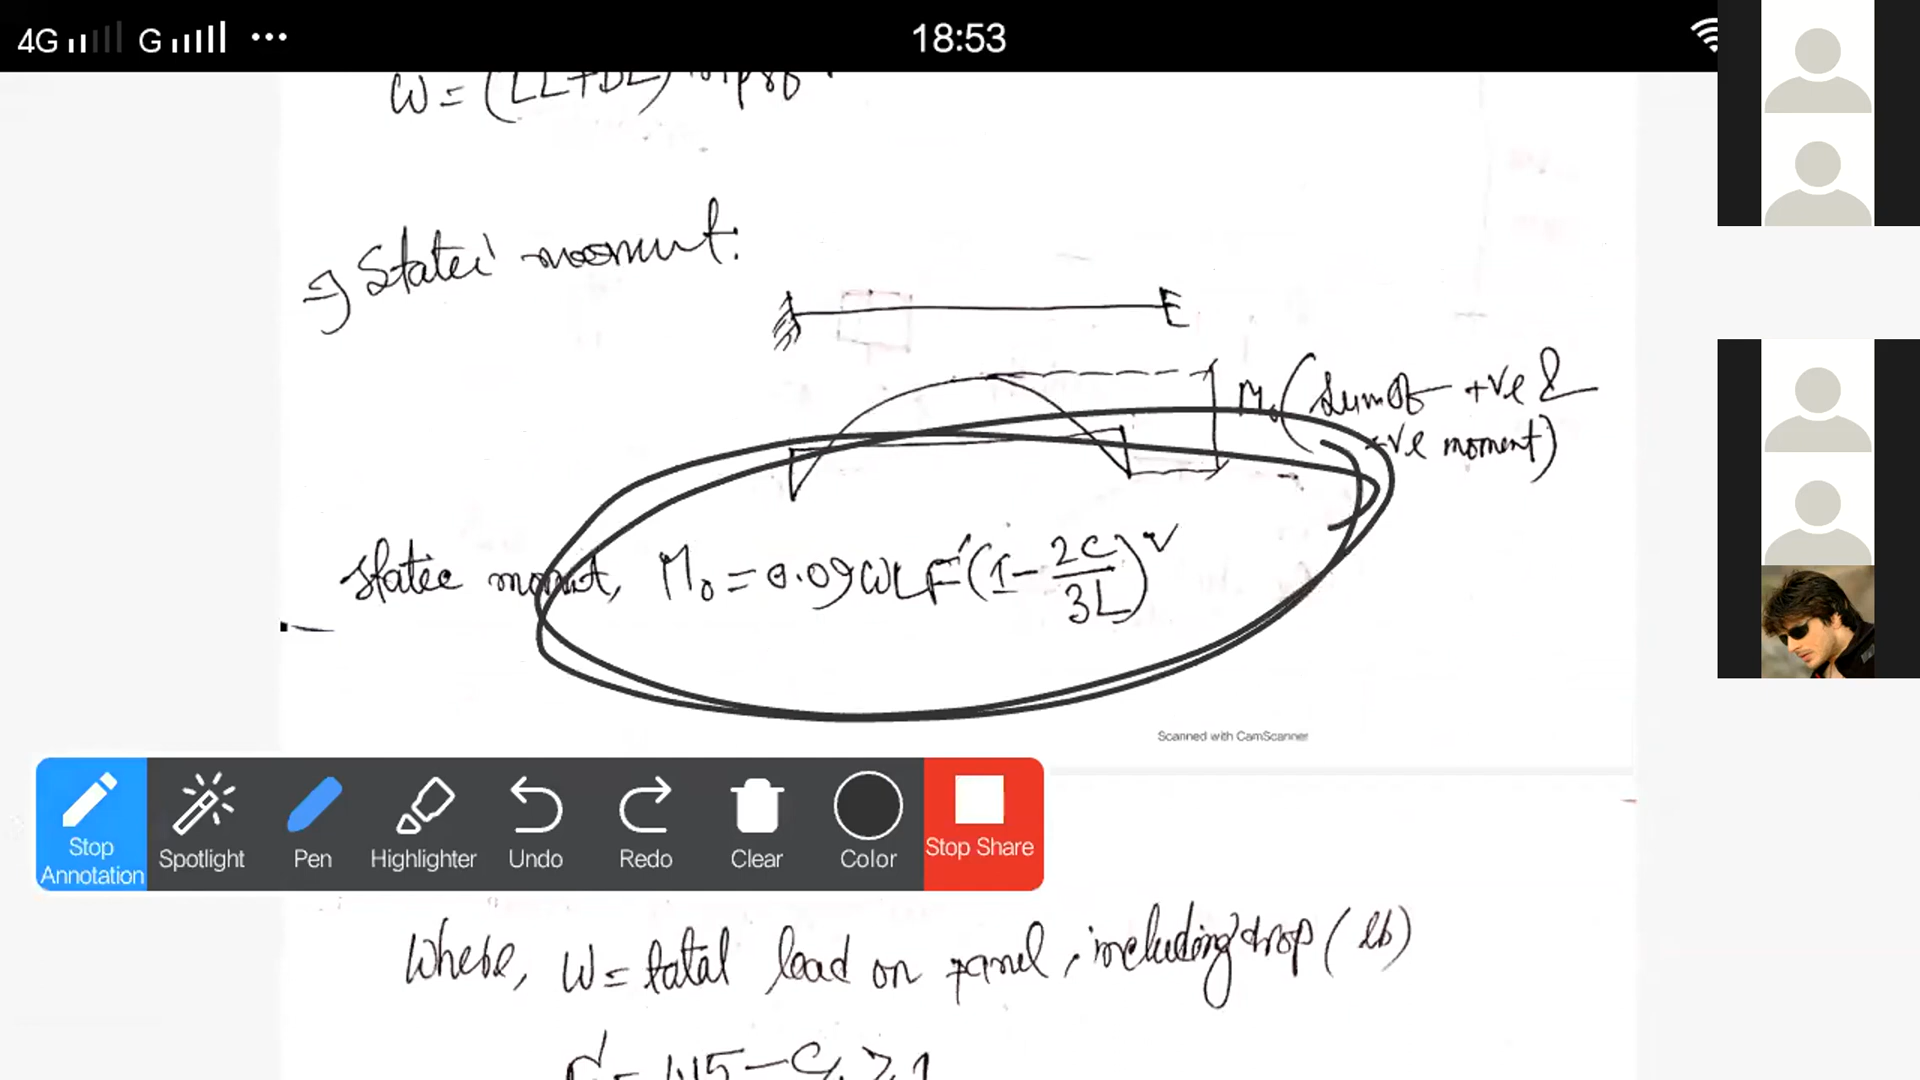 4G G ... 18:53
W = (LL+DL)
⇒ Static moment:
M₀ (sum of +ve &
-ve moment)
static moment, M₀ = 0.09WLF(1-2c/3L)²
Scanned with CamScanner
Stop Annotation Spotlight Pen Highlighter Undo Redo Clear Color Stop Share
Where, W = total load on panel, including drop (lb)